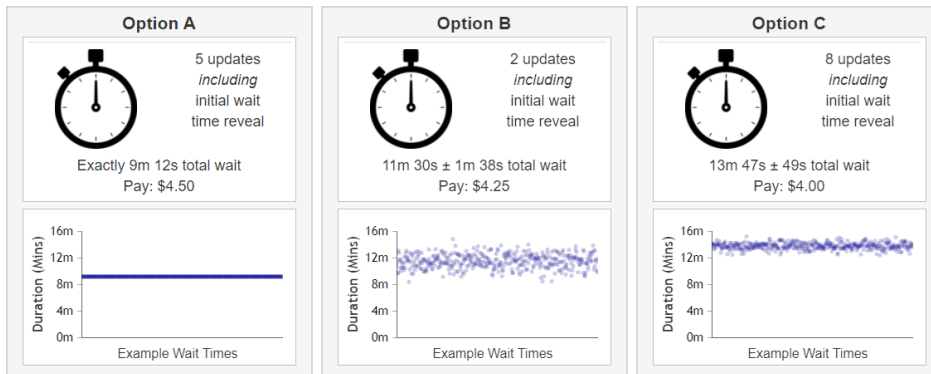 Option A
5 updates
including
initial wait
time reveal
Exactly 9m 12s total wait
Pay: $4.50
Duration (Mins)
16m
12m
8m
4m
0m
Example Wait Times
Option B
2 updates
including
initial wait
time reveal
11m 30s ± 1m 38s total wait
Pay: $4.25
Duration (Mins)
16m
12m
8m
4m
0m
Example Wait Times
Option C
8 updates
including
initial wait
time reveal
13m 47s ± 49s total wait
Pay: $4.00
Duration (Mins)
16m
12m
8m
4m
0m
Example Wait Times